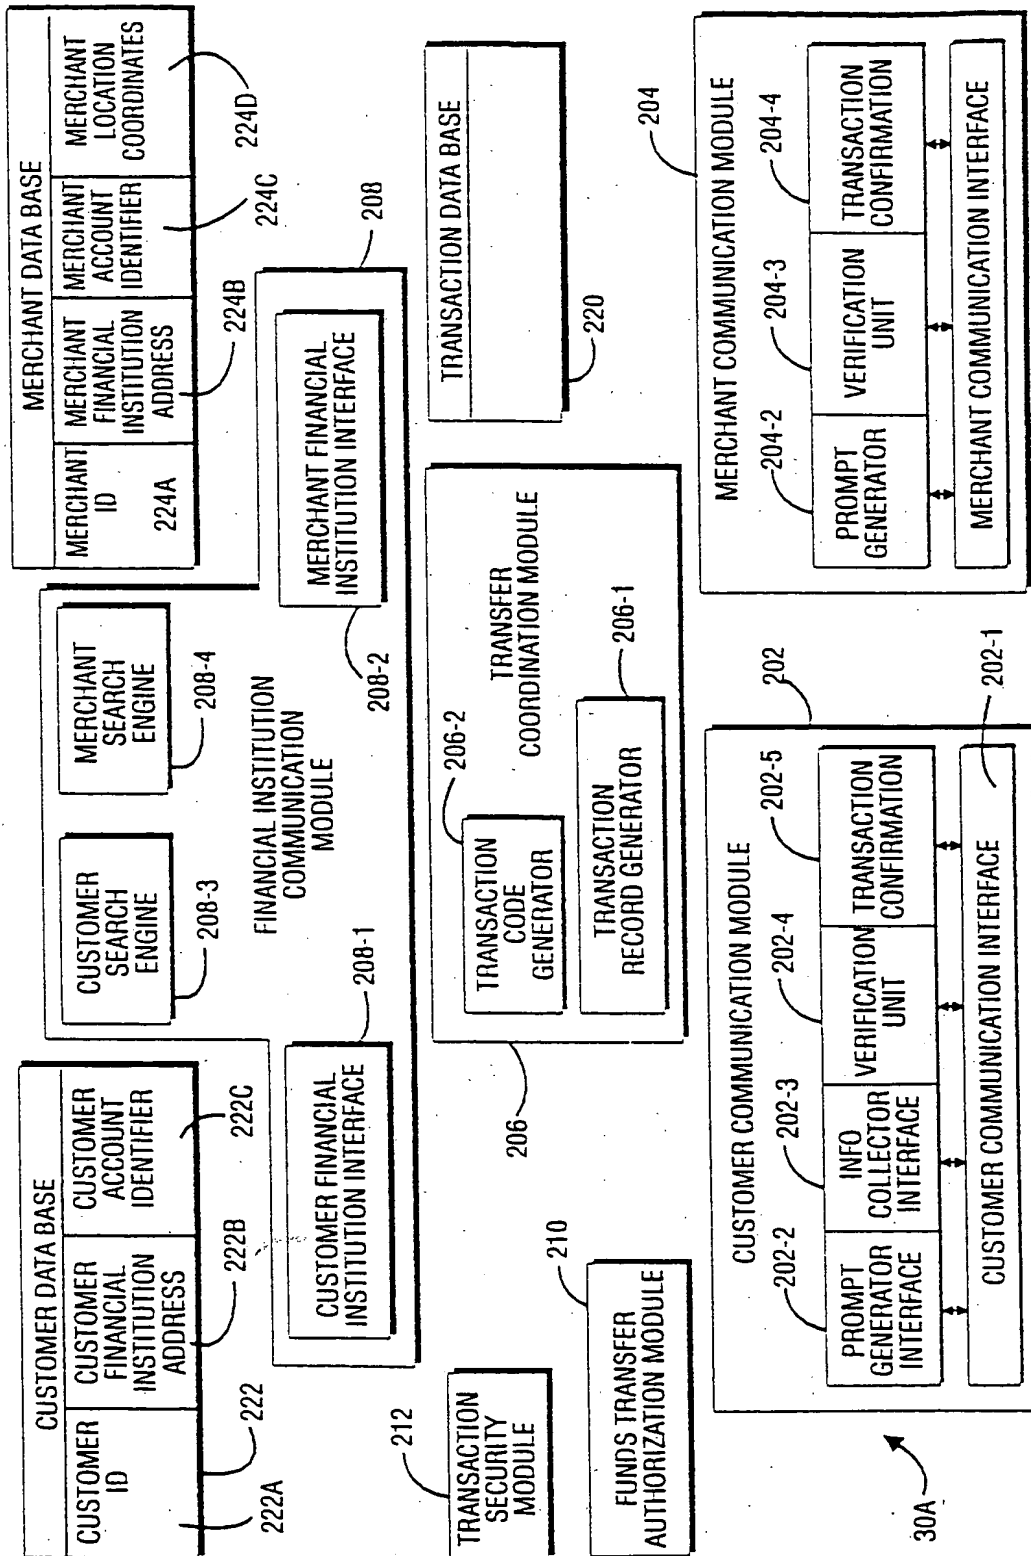 CUSTOMER DATA BASE
CUSTOMER
ID
222A
CUSTOMER
FINANCIAL
INSTITUTION
ADDRESS
222B
CUSTOMER
ACCOUNT
IDENTIFIER
222C
222
CUSTOMER
SEARCH
ENGINE
208-3
MERCHANT
SEARCH
ENGINE
208-4
MERCHANT DATA BASE
MERCHANT
ID
224A
MERCHANT
FINANCIAL
INSTITUTION
ADDRESS
224B
MERCHANT
ACCOUNT
IDENTIFIER
224C
MERCHANT
LOCATION
COORDINATES
224D
FINANCIAL INSTITUTION
COMMUNICATION
MODULE
CUSTOMER FINANCIAL
INSTITUTION INTERFACE
208-1
MERCHANT FINANCIAL
INSTITUTION INTERFACE
208-2
208
TRANSACTION
SECURITY
MODULE
212
FUNDS TRANSFER
AUTHORIZATION MODULE
210
206
TRANSACTION
CODE
GENERATOR
206-2
TRANSFER
COORDINATION MODULE
TRANSACTION
RECORD GENERATOR
206-1
TRANSACTION DATA BASE
220
CUSTOMER COMMUNICATION MODULE
202
202-2
202-3
202-4
202-5
PROMPT
GENERATOR
INTERFACE
INFO
COLLECTOR
INTERFACE
VERIFICATION
UNIT
TRANSACTION
CONFIRMATION
CUSTOMER COMMUNICATION INTERFACE
202-1
MERCHANT COMMUNICATION MODULE
204
204-2
204-3
204-4
PROMPT
GENERATOR
VERIFICATION
UNIT
TRANSACTION
CONFIRMATION
MERCHANT COMMUNICATION INTERFACE
30A